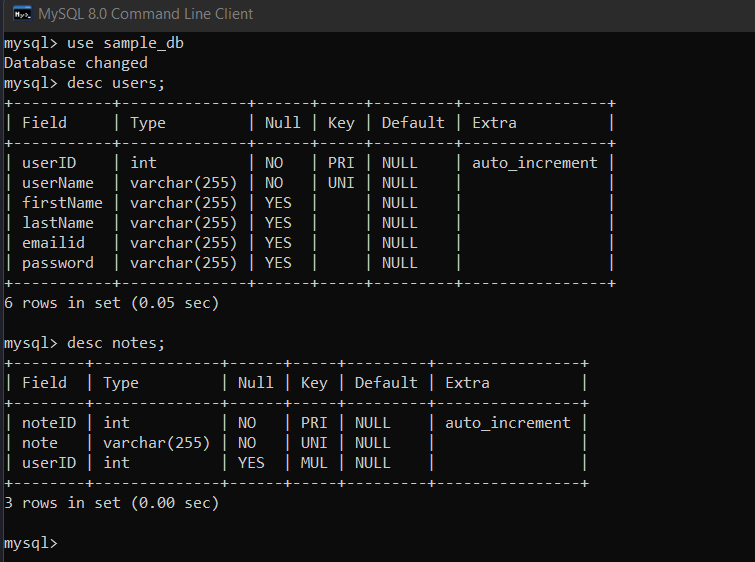 MySQL 8.0 Command Line Client
mysql> use sample_db
Database changed
mysql> desc users;
+-----------+--------------+------+-----+---------+----------------+
| Field     | Type         | Null | Key | Default | Extra          |
+-----------+--------------+------+-----+---------+----------------+
| userID    | int          | NO   | PRI | NULL    | auto_increment |
| userName  | varchar(255) | NO   | UNI | NULL    |                |
| firstName | varchar(255) | YES  |     | NULL    |                |
| lastName  | varchar(255) | YES  |     | NULL    |                |
| emailid   | varchar(255) | YES  |     | NULL    |                |
| password  | varchar(255) | YES  |     | NULL    |                |
+-----------+--------------+------+-----+---------+----------------+
6 rows in set (0.05 sec)
mysql> desc notes;
+--------+--------------+------+-----+---------+----------------+
| Field  | Type         | Null | Key | Default | Extra          |
+--------+--------------+------+-----+---------+----------------+
| noteID | int          | NO   | PRI | NULL    | auto_increment |
| note   | varchar(255) | NO   | UNI | NULL    |                |
| userID | int          | YES  | MUL | NULL    |                |
+--------+--------------+------+-----+---------+----------------+
3 rows in set (0.00 sec)
mysql>